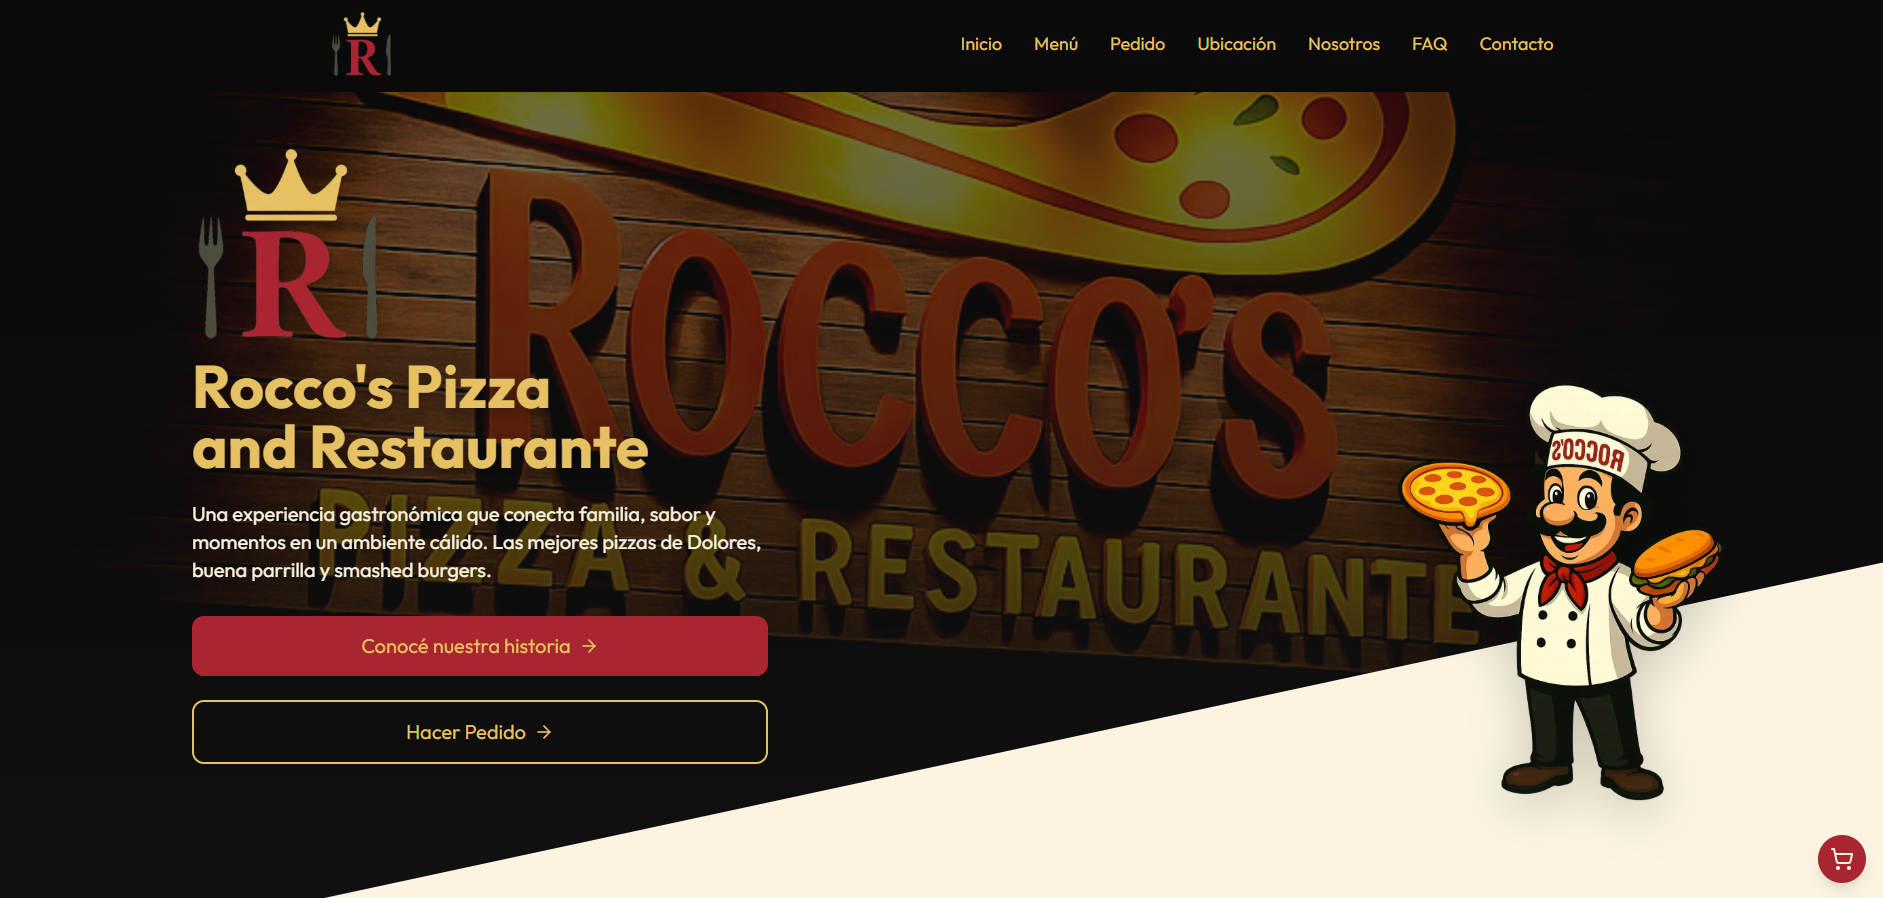 R
Inicio Menú Pedido Ubicación Nosotros FAQ Contacto
R
ROCCO'S
PIZZA & RESTAURANTE
Rocco's Pizza
and Restaurante
Una experiencia gastronómica que conecta familia, sabor y
momentos en un ambiente cálido. Las mejores pizzas de Dolores,
buena parrilla y smashed burgers.
Conocé nuestra historia →
Hacer Pedido →
ROCCO'S